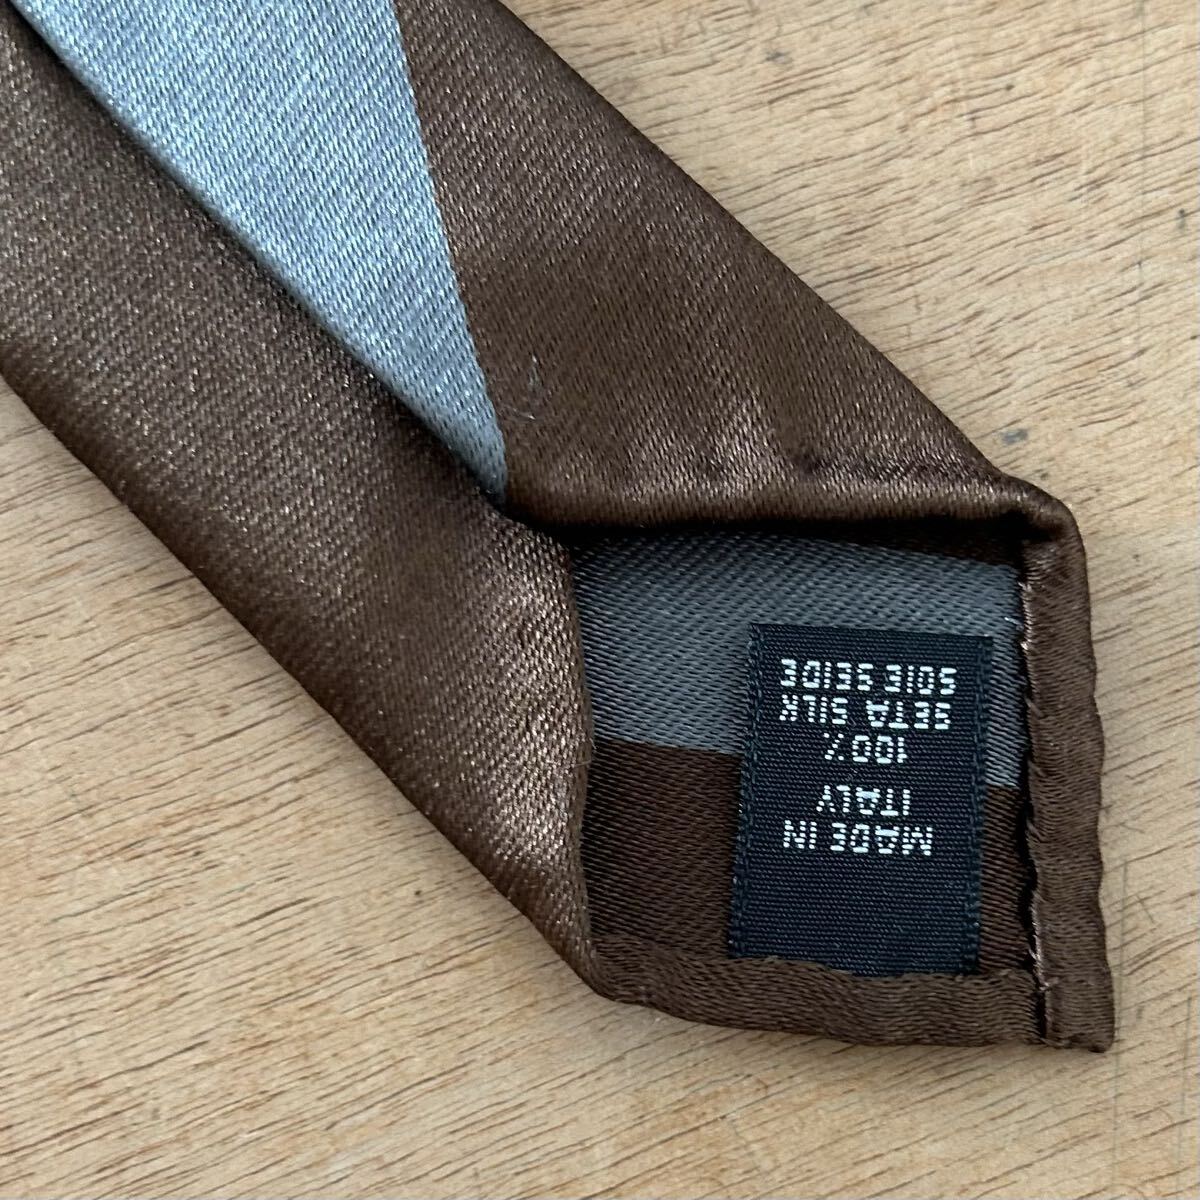 MADE IN
ITALY
100%
SETA SILK
SOIE SEIDE